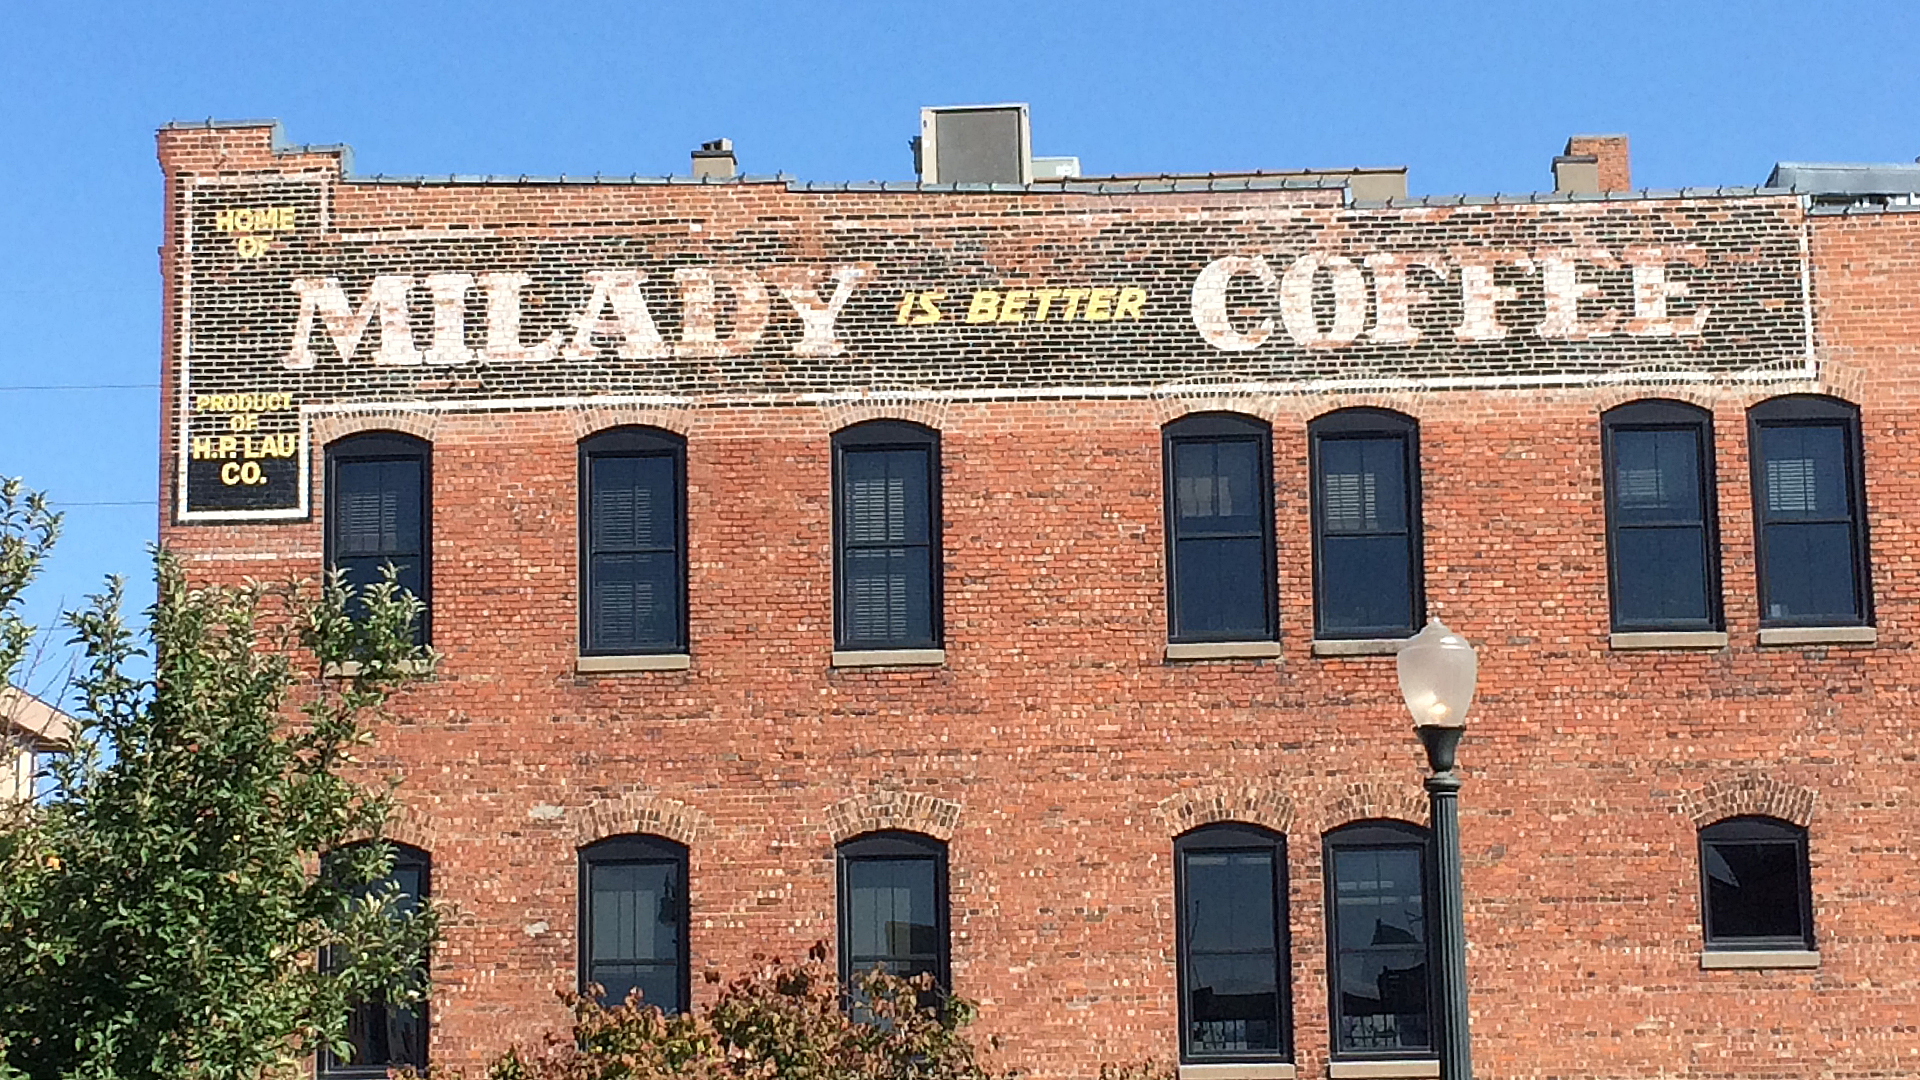 HOME
OF
MILADY IS BETTER COFFEE
PRODUCT
OF
H.P. LAU
CO.